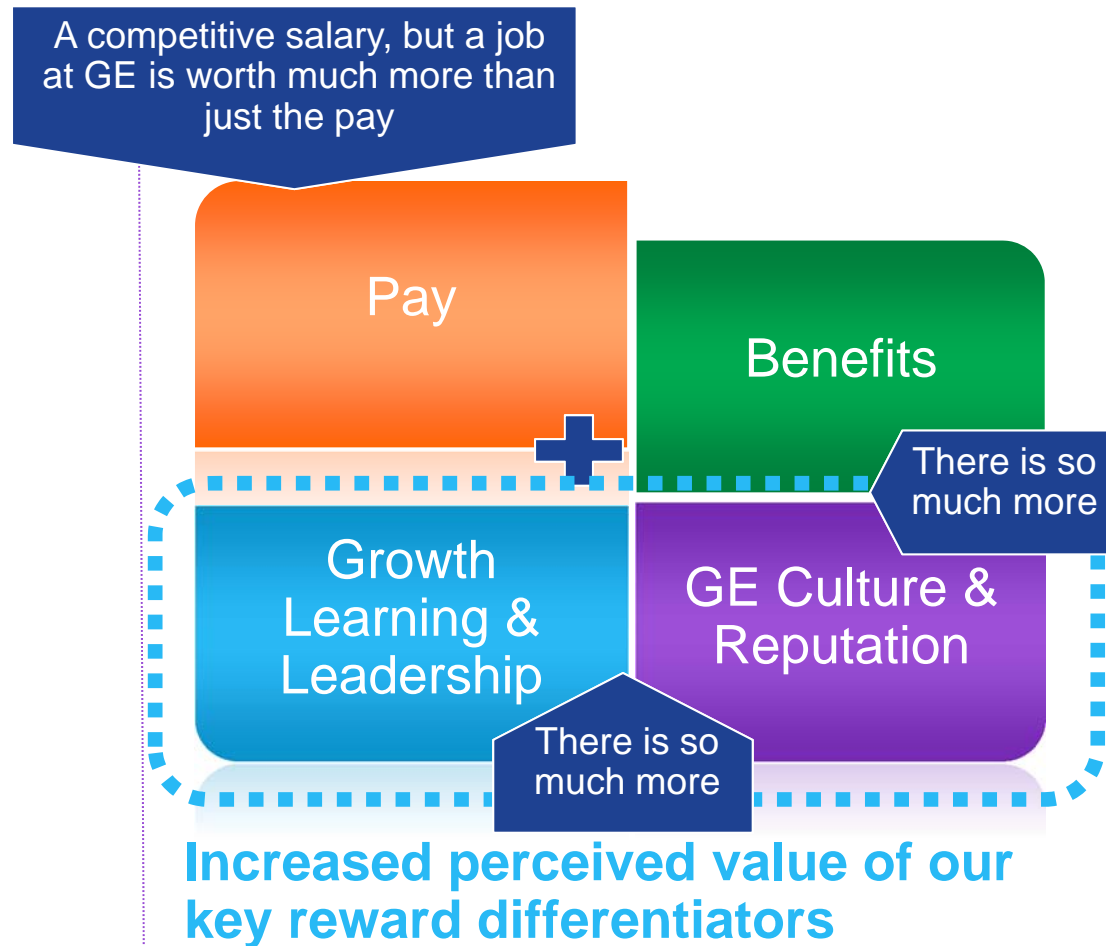 A competitive salary, but a job
at GE is worth much more than
just the pay
Pay
Benefits
There is so
much more
Growth
Learning &
Leadership
GE Culture &
Reputation
There is so
much more
Increased perceived value of our
key reward differentiators